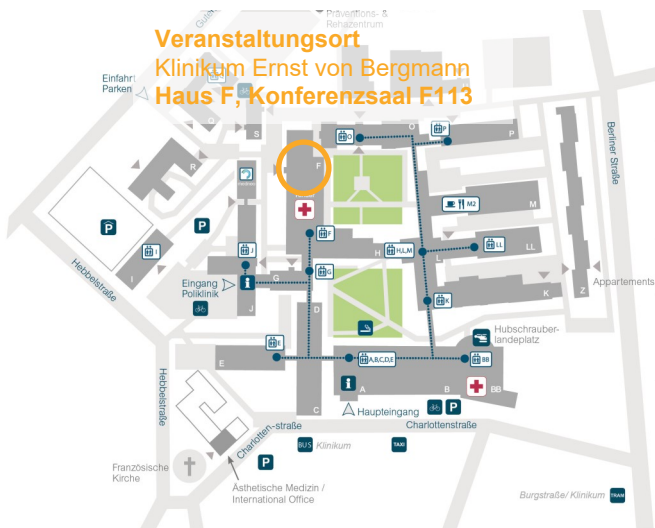 Präventions- &
Rehazentrum
Veranstaltungsort
Klinikum Ernst von Bergmann
Haus F, Konferenzsaal F113
Einfahrt
Parken
Q
S
O
O
P
P
R
F
M2
M
P
P
F
J
I
I
H
H,L,M
L
LL
LL
Z
Berliner Straße
Appartements
Eingang
Poliklinik
i
G
G
K
K
J
D
Hebbelstraße
Hubschrauber-
landeplatz
E
E
A,B,C,D,E
BB
i
A
B
BB
C
Haupteingang
P
Hebbelstraße
Charlotten-straße
Charlottenstraße
BUS Klinikum
TAXI
P
Französische
Kirche
Ästhetische Medizin /
International Office
Burgstraße/ Klinikum TRAM